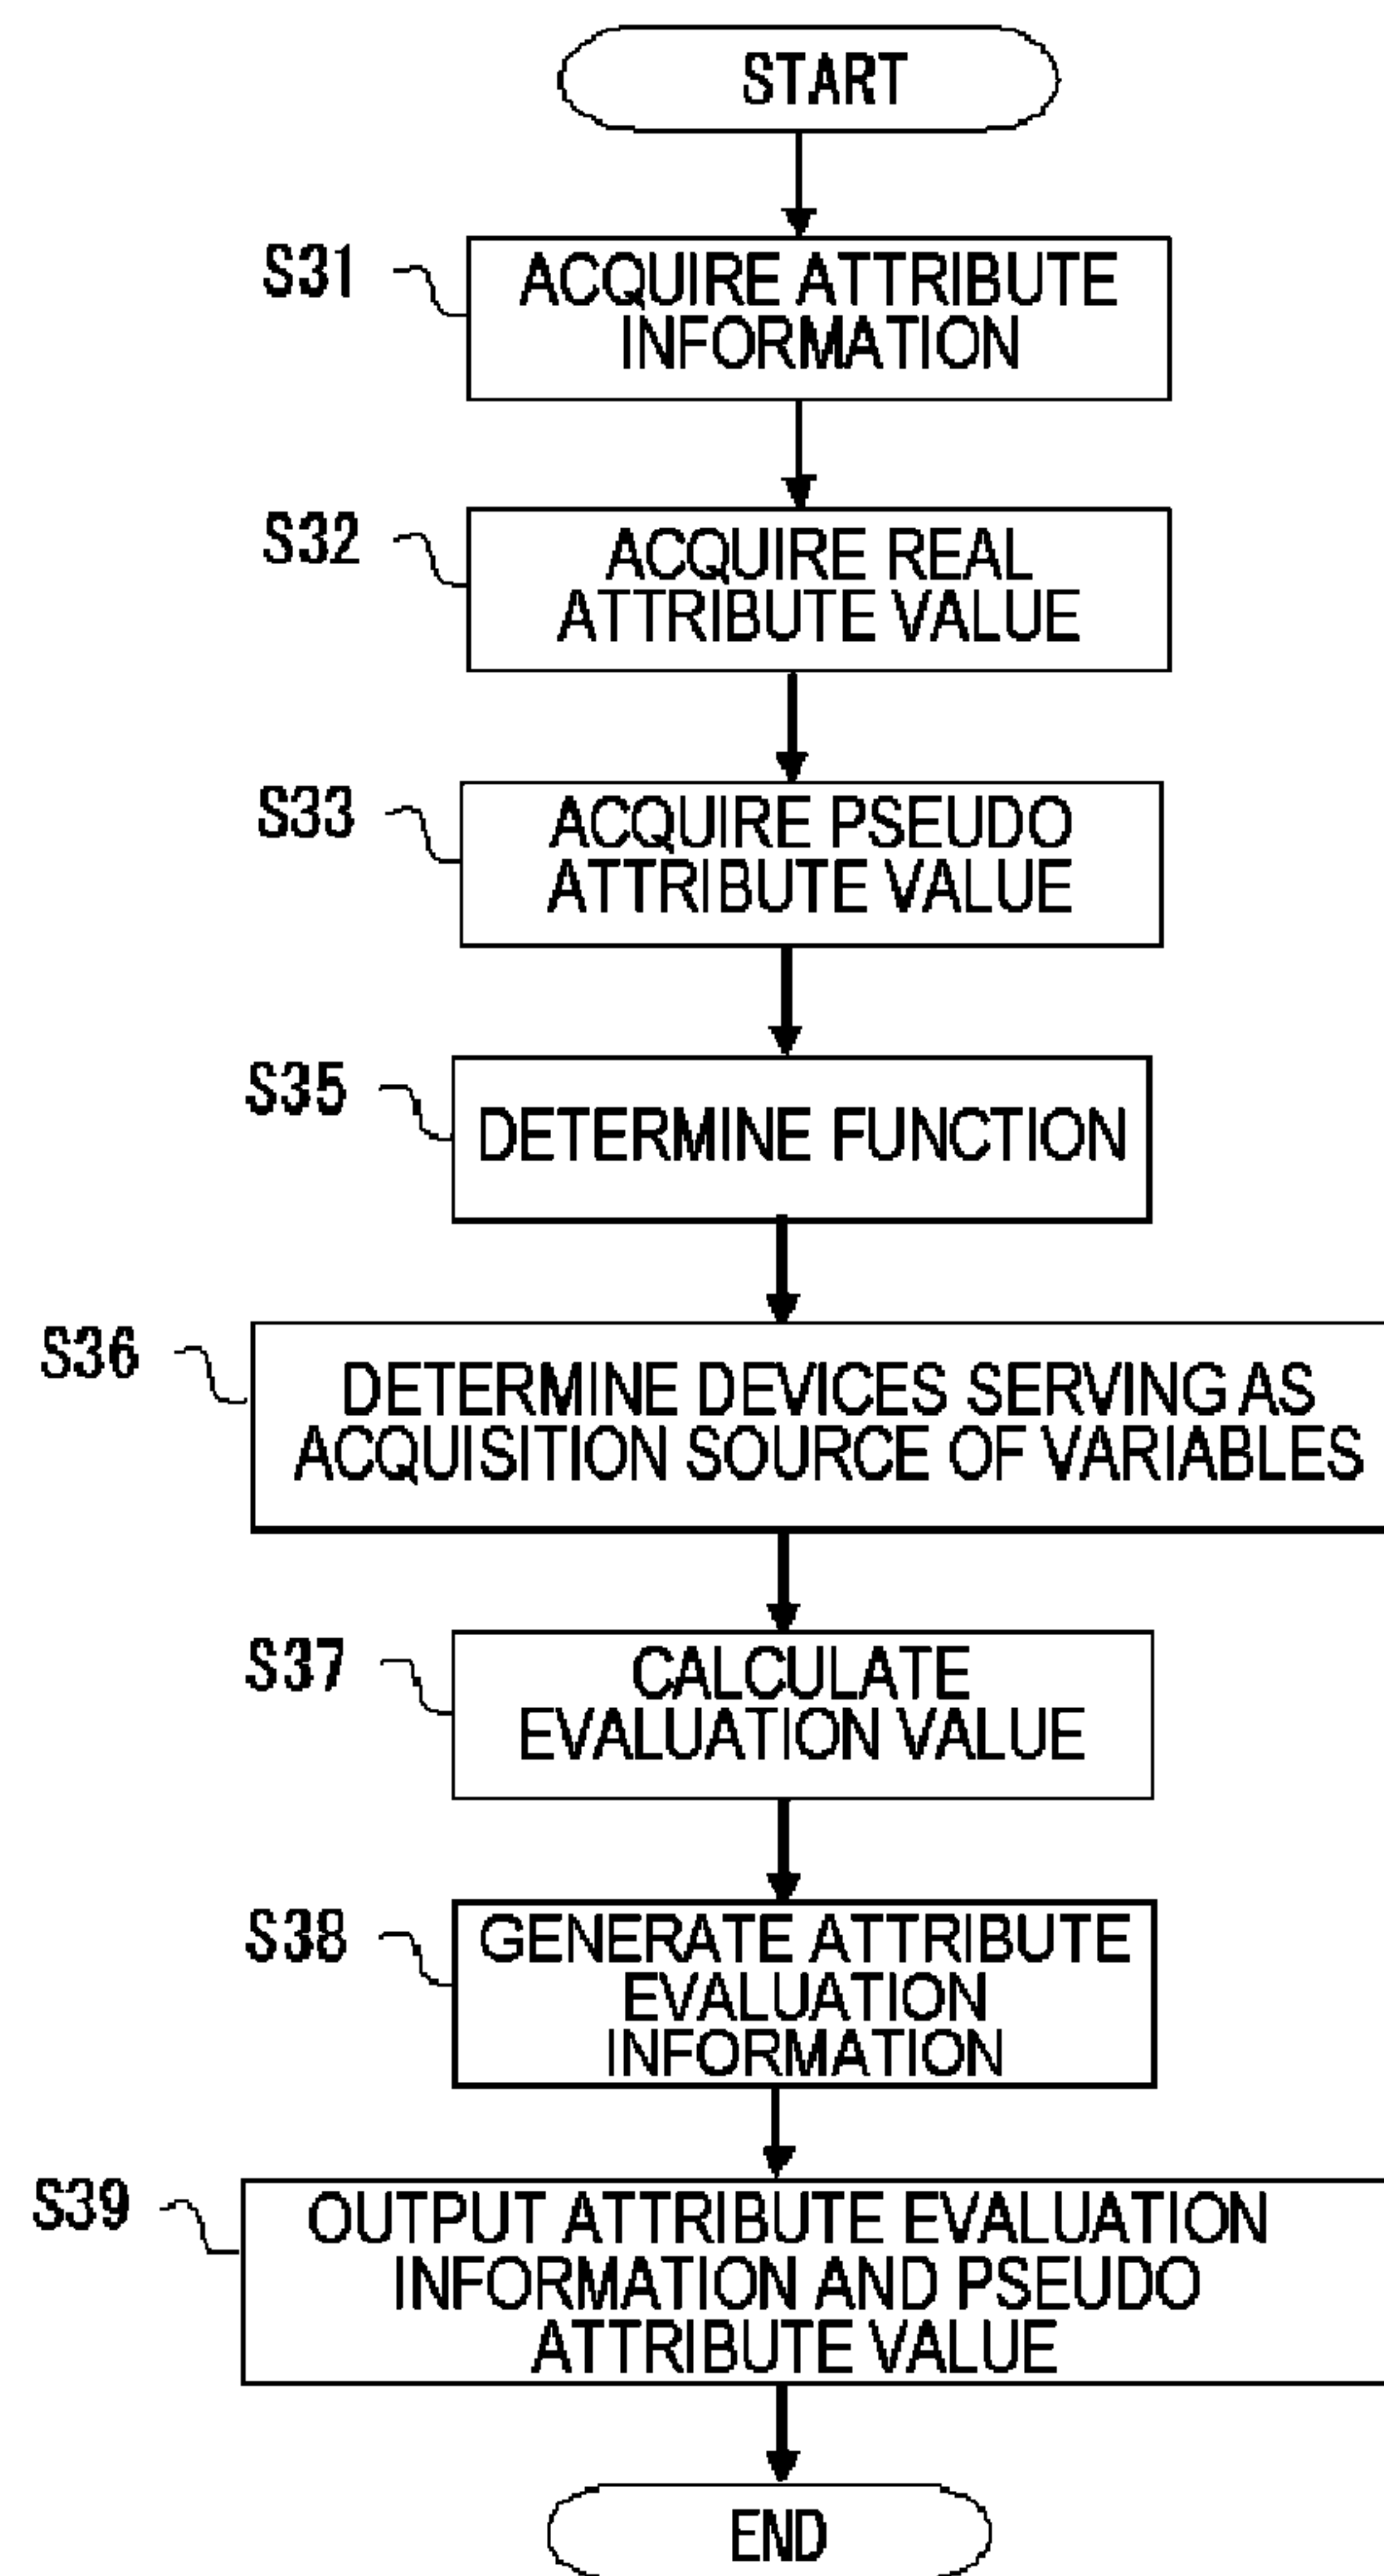 START
S31
ACQUIRE ATTRIBUTE
INFORMATION
S32
ACQUIRE REAL
ATTRIBUTE VALUE
S33
ACQUIRE PSEUDO
ATTRIBUTE VALUE
S35
DETERMINE FUNCTION
S36
DETERMINE DEVICES SERVING AS
ACQUISITION SOURCE OF VARIABLES
S37
CALCULATE
EVALUATION VALUE
S38
GENERATE ATTRIBUTE
EVALUATION
INFORMATION
S39
OUTPUT ATTRIBUTE EVALUATION
INFORMATION AND PSEUDO
ATTRIBUTE VALUE
END